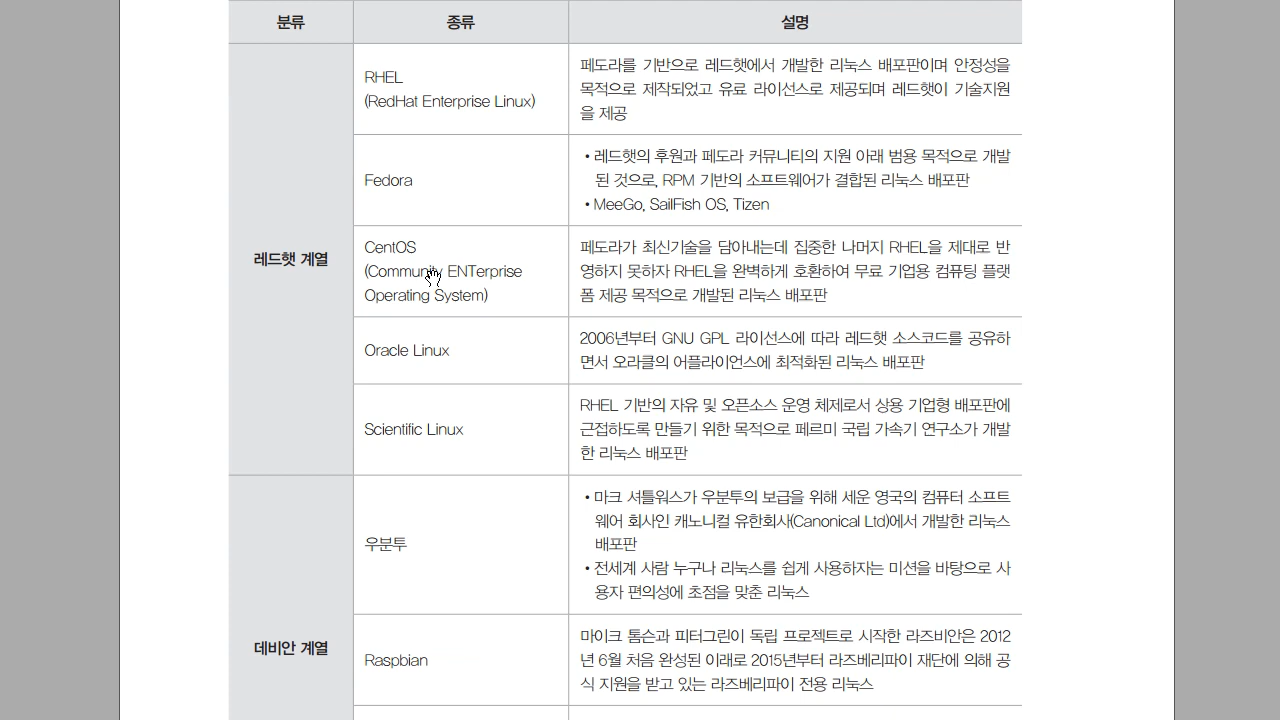 분류 종류 설명
레드햇 계열
RHEL
(RedHat Enterprise Linux)
페도라를 기반으로 레드햇에서 개발한 리눅스 배포판이며 안정성을
목적으로 제작되었고 유료 라이선스로 제공되며 레드햇이 기술지원
을 제공
Fedora
• 레드햇의 후원과 페도라 커뮤니티의 지원 아래 범용 목적으로 개발
된 것으로, RPM 기반의 소프트웨어가 결합된 리눅스 배포판
• MeeGo, SailFish OS, Tizen
CentOS
(Community ENTerprise
Operating System)
페도라가 최신기술을 담아내는데 집중한 나머지 RHEL을 제대로 반
영하지 못하자 RHEL을 완벽하게 호환하여 무료 기업용 컴퓨팅 플랫
폼 제공 목적으로 개발된 리눅스 배포판
Oracle Linux
2006년부터 GNU GPL 라이선스에 따라 레드햇 소스코드를 공유하
면서 오라클의 어플라이언스에 최적화된 리눅스 배포판
Scientific Linux
RHEL 기반의 자유 및 오픈소스 운영 체제로서 상용 기업형 배포판에
근접하도록 만들기 위한 목적으로 페르미 국립 가속기 연구소가 개발
한 리눅스 배포판
데비안 계열
우분투
• 마크 셔틀워스가 우분투의 보급을 위해 세운 영국의 컴퓨터 소프트
웨어 회사인 캐노니컬 유한회사(Canonical Ltd)에서 개발한 리눅스
배포판
• 전세계 사람 누구나 리눅스를 쉽게 사용하자는 미션을 바탕으로 사
용자 편의성에 초점을 맞춘 리눅스
Raspbian
마이크 톰슨과 피터그린이 독립 프로젝트로 시작한 라즈비안은 2012
년 6월 처음 완성된 이래로 2015년부터 라즈베리파이 재단에 의해 공
식 지원을 받고 있는 라즈베리파이 전용 리눅스